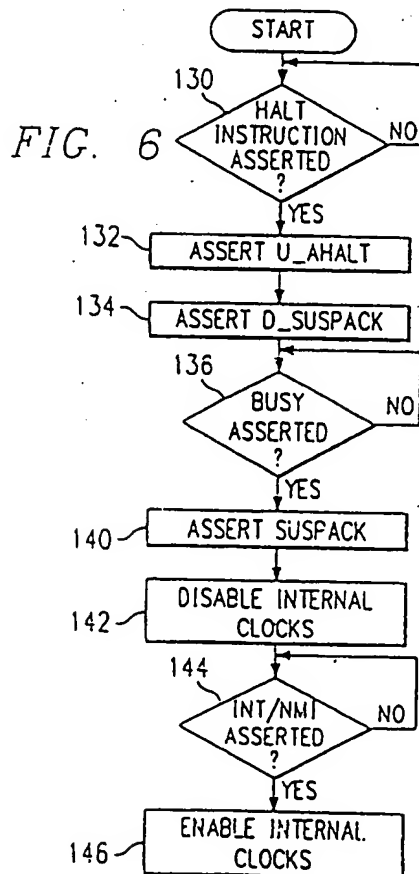 START
130
HALT
INSTRUCTION
ASSERTED
?
NO
FIG. 6
YES
132
ASSERT U_AHALT
134
ASSERT D_SUSPACK
136
BUSY
ASSERTED
?
NO
YES
140
ASSERT SUSPACK
142
DISABLE INTERNAL
CLOCKS
144
INT/NMI
ASSERTED
?
NO
YES
146
ENABLE INTERNAL
CLOCKS